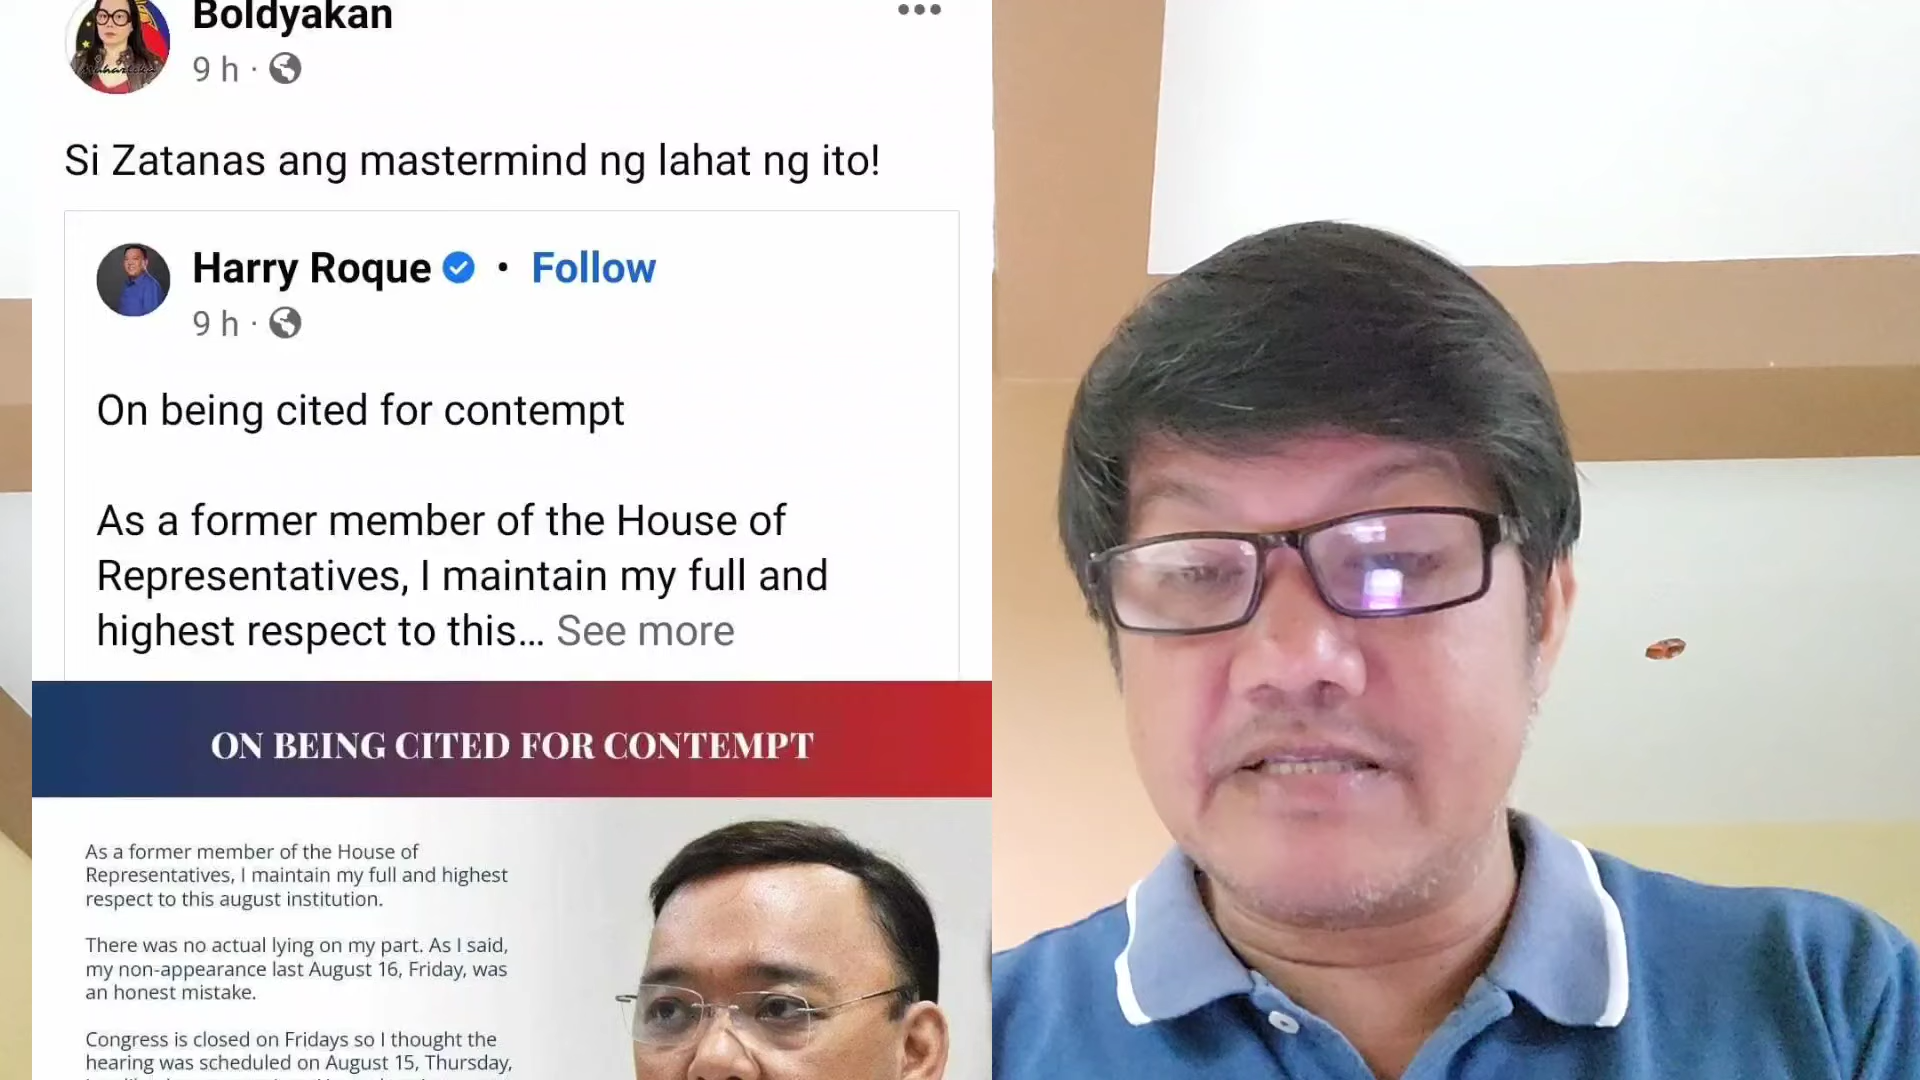 Boldyakan
9 h ·
Si Zatanas ang mastermind ng lahat ng ito!
Harry Roque • Follow
9 h ·
On being cited for contempt
As a former member of the House of
Representatives, I maintain my full and
highest respect to this... See more
ON BEING CITED FOR CONTEMPT
As a former member of the House of
Representatives, I maintain my full and highest
respect to this august institution.
There was no actual lying on my part. As I said,
my non-appearance last August 16, Friday, was
an honest mistake.
Congress is closed on Fridays so I thought the
hearing was scheduled on August 15, Thursday,